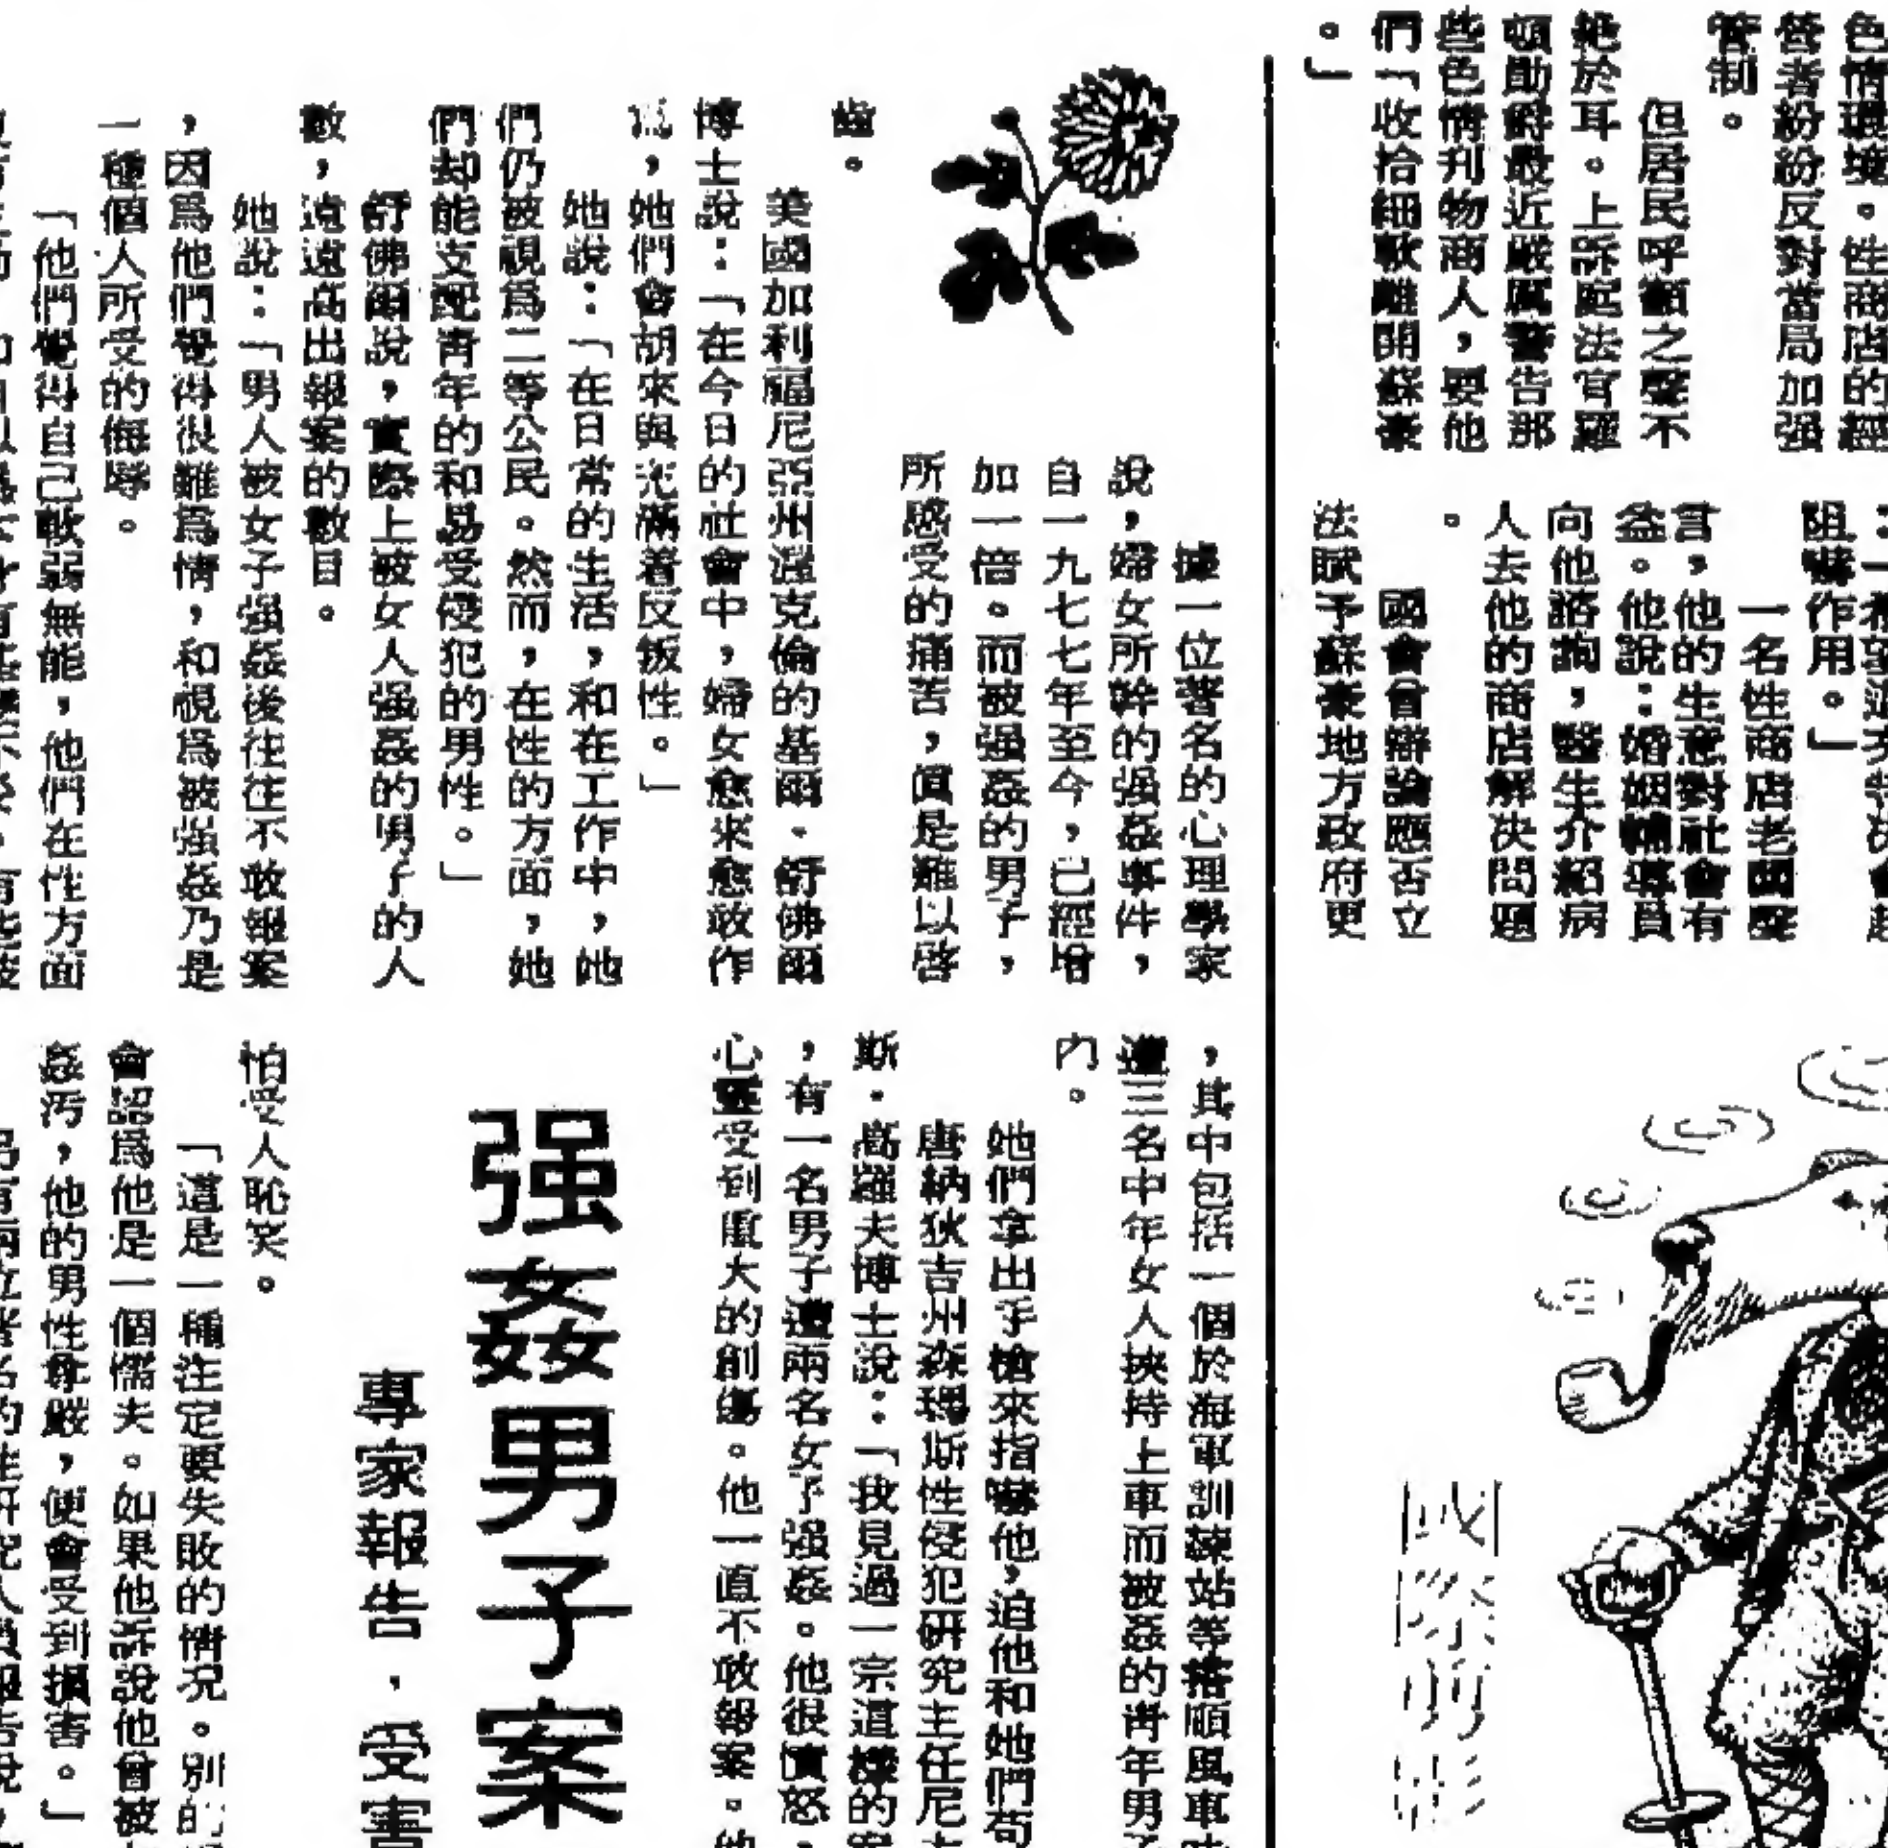 色情環境。性商店的經
營者紛紛反對當局加强
管制。
但居民呼籲之聲不
絶於耳。上訴庭法官羅
頓勛爵最近嚴厲警告那
些色情刋物商人，要他
們「收拾細軟離開蘇豪
。」
阻嚇作用。」
一名性商店老闆聲
言，他的生意對社會有
益。他說：婚姻輔導員
向他諮詢，醫生介紹病
人去他的商店解决問題
。
國會曾辯論應否立
法賦予蘇豪地方政府更
據一位著名的心理學家
說，婦女所幹的强姦事件，
自一九七七年至今，已經增
加一倍。而被强姦的男子，
所感受的痛苦，眞是難以啓
齒。
美國加利福尼亞州溫克倫的基爾．舒佛爾
博士說：「在今日的社會中，婦女愈來愈敢作
爲，她們會胡來與充滿着反叛性。」
她說：「在日常的生活，和在工作中，她
們仍被視爲二等公民。然而，在性的方面，她
們却能支配靑年的和易受侵犯的男性。」
舒佛爾說，實際上被女人强姦的男子的人
數，遠遠高出報案的數目。
她說：「男人被女子强姦後往往不敢報案
，因爲他們覺得很難爲情，和視爲被强姦乃是
一種個人所受的侮辱。
「他們覺得自己軟弱無能，他們在性方面
，其中包括一個於海軍訓練站等搭順風車時
遭三名中年女人挾持上車而被姦的靑年男子
內。
她們拿出手槍來指嚇他，迫他和她們苟
唐納狄吉州森瑪斯性侵犯研究主任尼古
斯．高羅夫博士說：「我見過一宗這樣的案
，有一名男子遭兩名女子强姦。他很憤怒，
心靈受到重大的創傷。他一直不敢報案。他
强姦男子案
專家報告．受害
怕受人恥笑。
「這是一種注定要失敗的情况。別的
會認爲他是一個懦夫。如果他訴說他曾被
姦污，他的男性尊嚴，便會受到損害。」